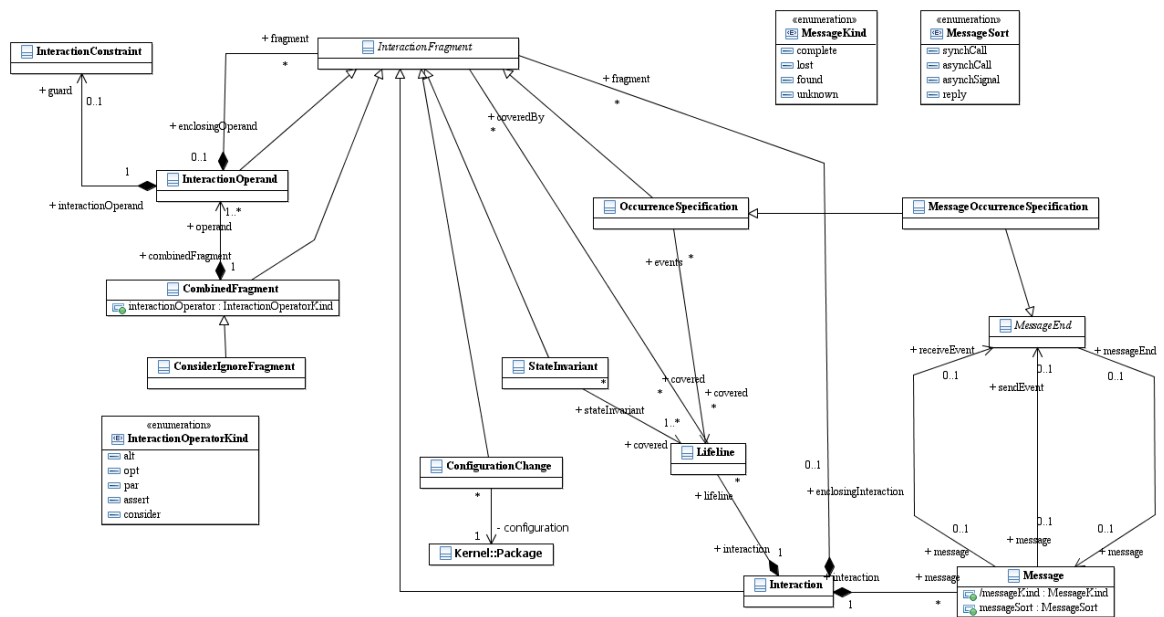 «enumeration»
MessageKind
complete
lost
found
unknown
«enumeration»
MessageSort
synchCall
asynchCall
asynchSignal
reply
InteractionConstraint
+ guard
0..1
+ fragment
*
InteractionFragment
+ fragment
*
+ coveredBy
*
+ enclosingOperand
0..1
1
InteractionOperand
+ interactionOperand
1..*
+ operand
+ combinedFragment
1
CombinedFragment
interactionOperator : InteractionOperatorKind
ConsiderIgnoreFragment
OccurrenceSpecification
MessageOccurrenceSpecification
+ events
*
MessageEnd
+ receiveEvent
0..1
0..1
+ sendEvent
+ messageEnd
0..1
StateInvariant
*
+ stateInvariant
+ covered
*
+ covered
*
1..*
+ covered
Lifeline
*
+ lifeline
«enumeration»
InteractionOperatorKind
alt
opt
par
assert
consider
ConfigurationChange
*
- configuration
1
Kernel::Package
0..1
+ enclosingInteraction
0..1
+ message
0..1
+ message
0..1
+ message
+ interaction
1
Interaction
+ interaction
1
+ message
*
Message
/messageKind : MessageKind
messageSort : MessageSort